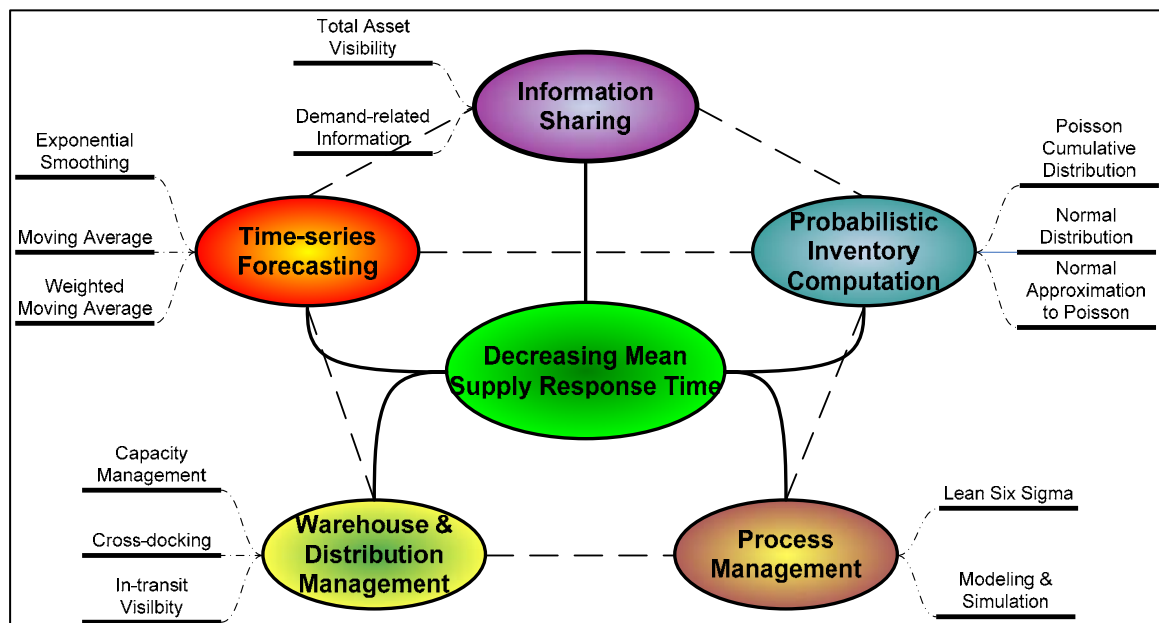 Total Asset
Visibility
Demand-related
Information
Information
Sharing
Exponential
Smoothing
Moving Average
Weighted
Moving Average
Time-series
Forecasting
Probabilistic
Inventory
Computation
Poisson
Cumulative
Distribution
Normal
Distribution
Normal
Approximation
to Poisson
Decreasing Mean
Supply Response Time
Capacity
Management
Cross-docking
In-transit
Visilbity
Warehouse &
Distribution
Management
Process
Management
Lean Six Sigma
Modeling &
Simulation